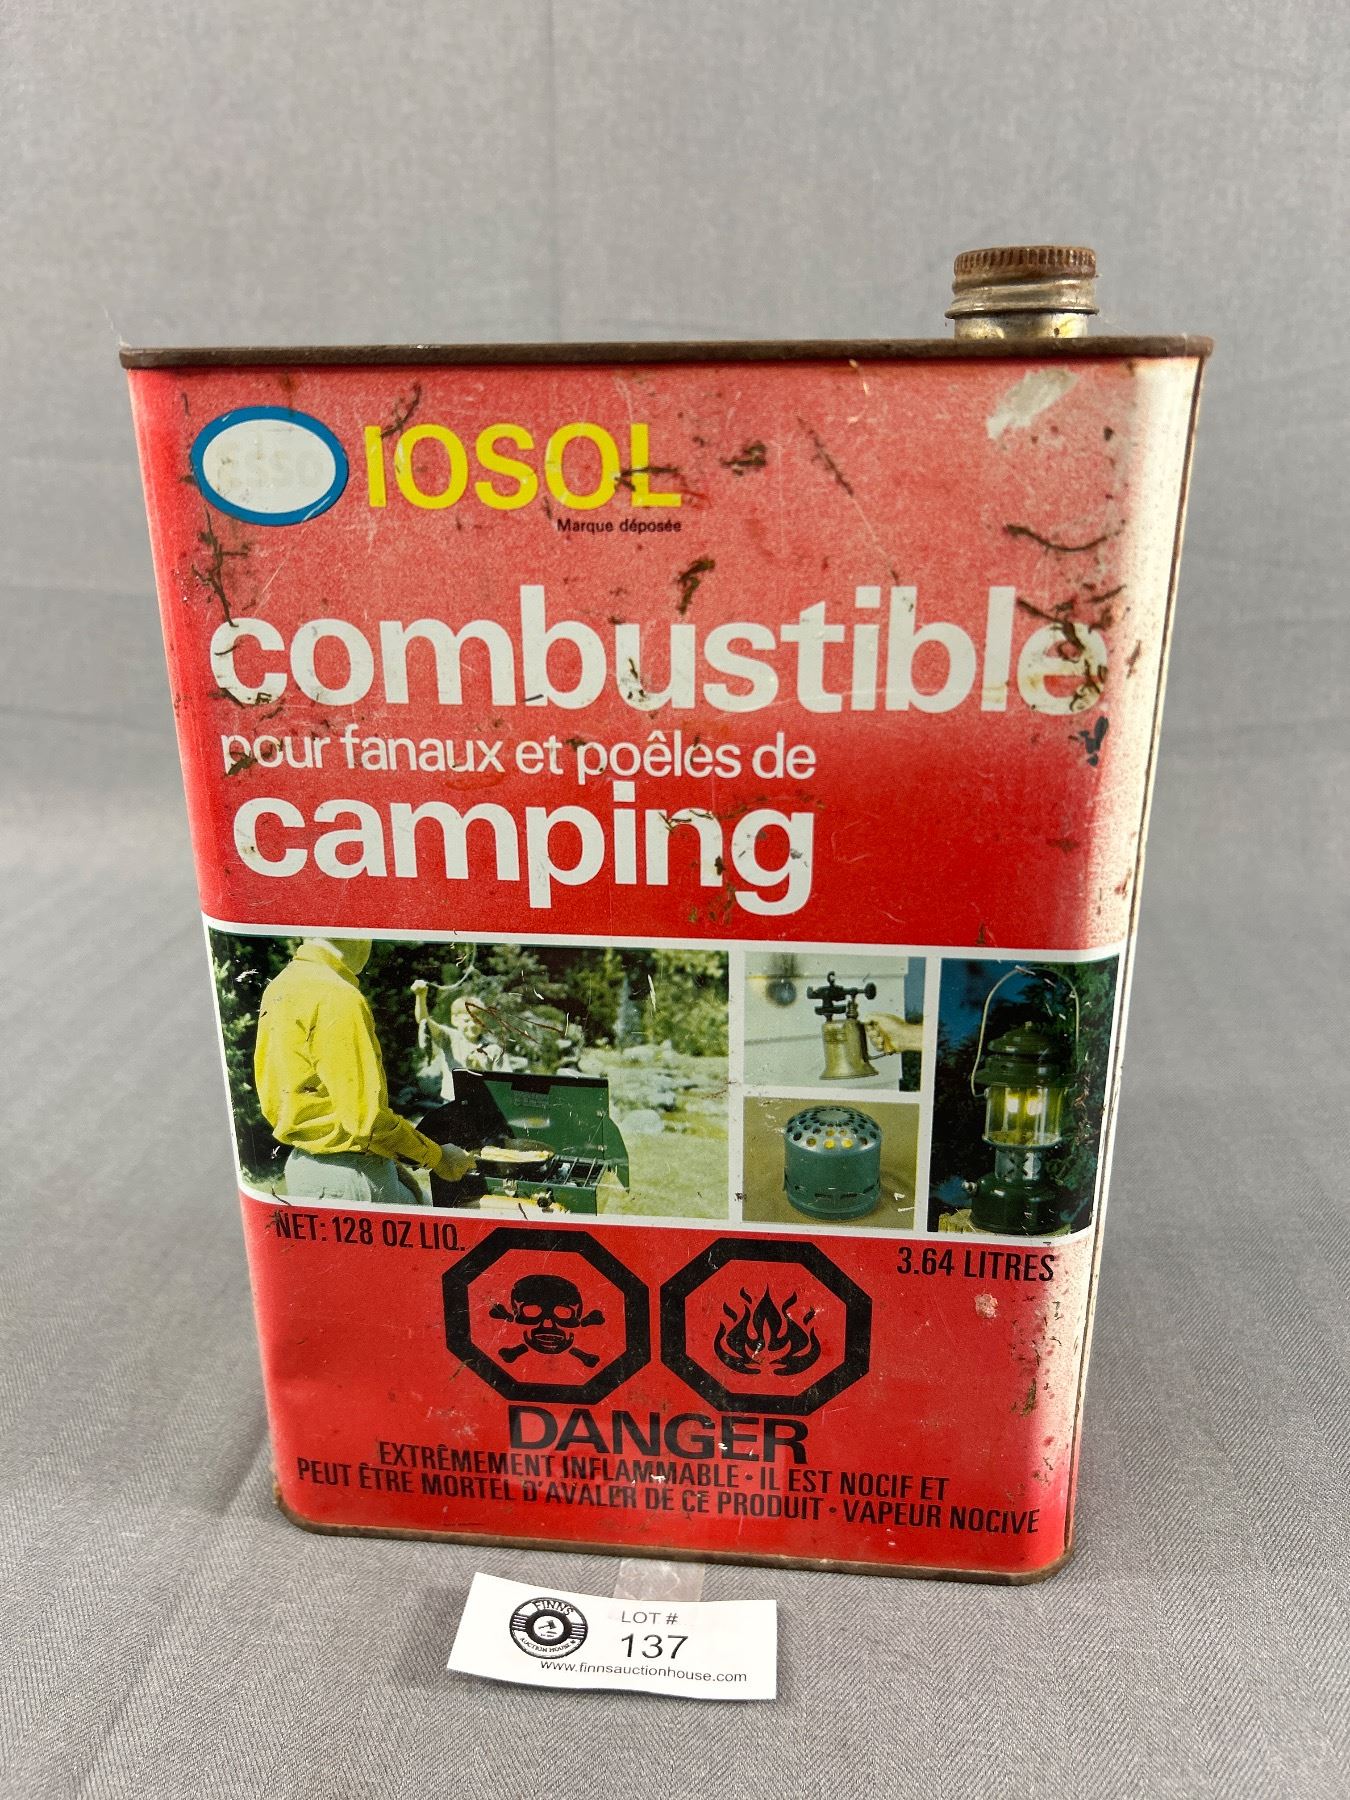 ESSO IOSOL
Marque déposée
combustible
pour fanaux et poêles de
camping
NET: 128 OZ LIQ.
3.64 LITRES
DANGER
EXTRÊMEMENT INFLAMMABLE · IL EST NOCIF ET
PEUT ÊTRE MORTEL D'AVALER DE CE PRODUIT · VAPEUR NOCIVE
FINNS
AUCTION HOUSE
LOT #
137
www.finnsauctionhouse.com